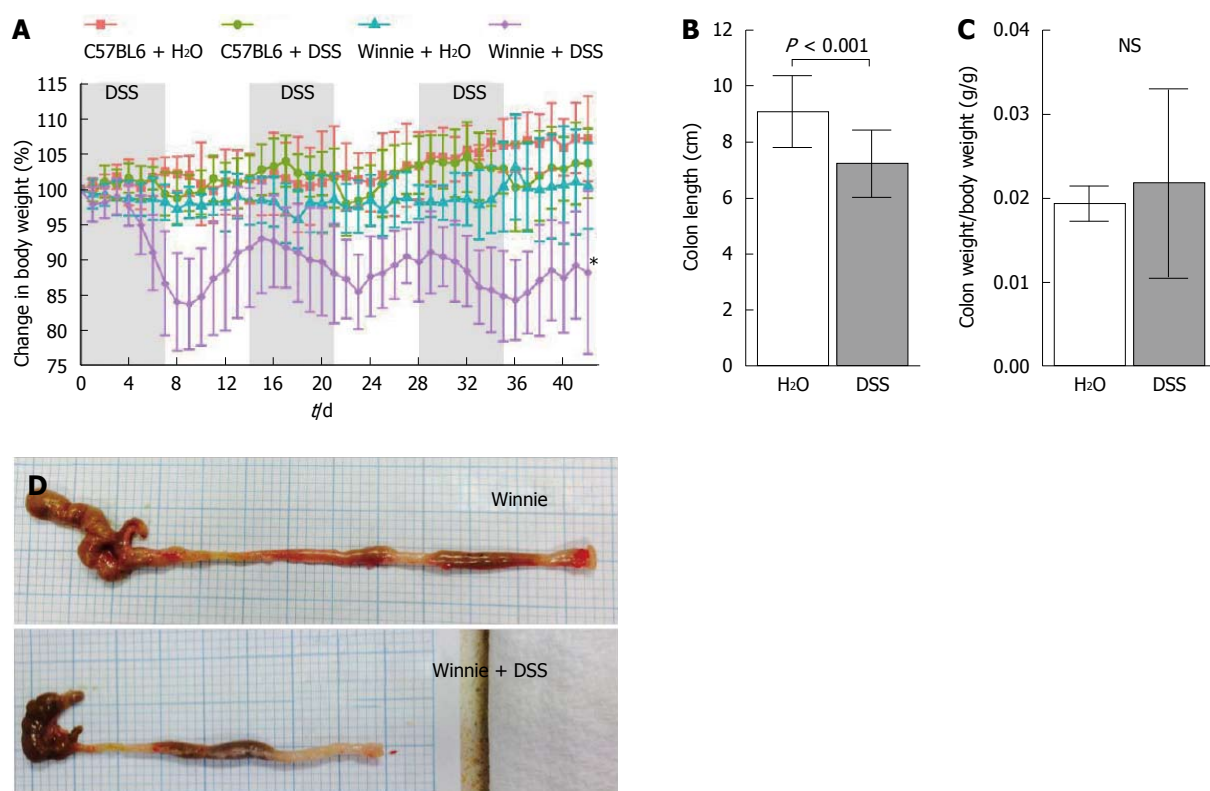 A
C57BL6 + H2O C57BL6 + DSS Winnie + H2O Winnie + DSS
Change in body weight (%)
115
110
105
100
95
90
85
80
75
DSS DSS DSS
*
0 4 8 12 16 20 24 28 32 36 40
t/d
B
Colon length (cm)
12
10
8
6
4
2
0
P < 0.001
H2O DSS
C
Colon weight/body weight (g/g)
0.04
0.03
0.02
0.01
0.00
NS
H2O DSS
D
Winnie
Winnie + DSS